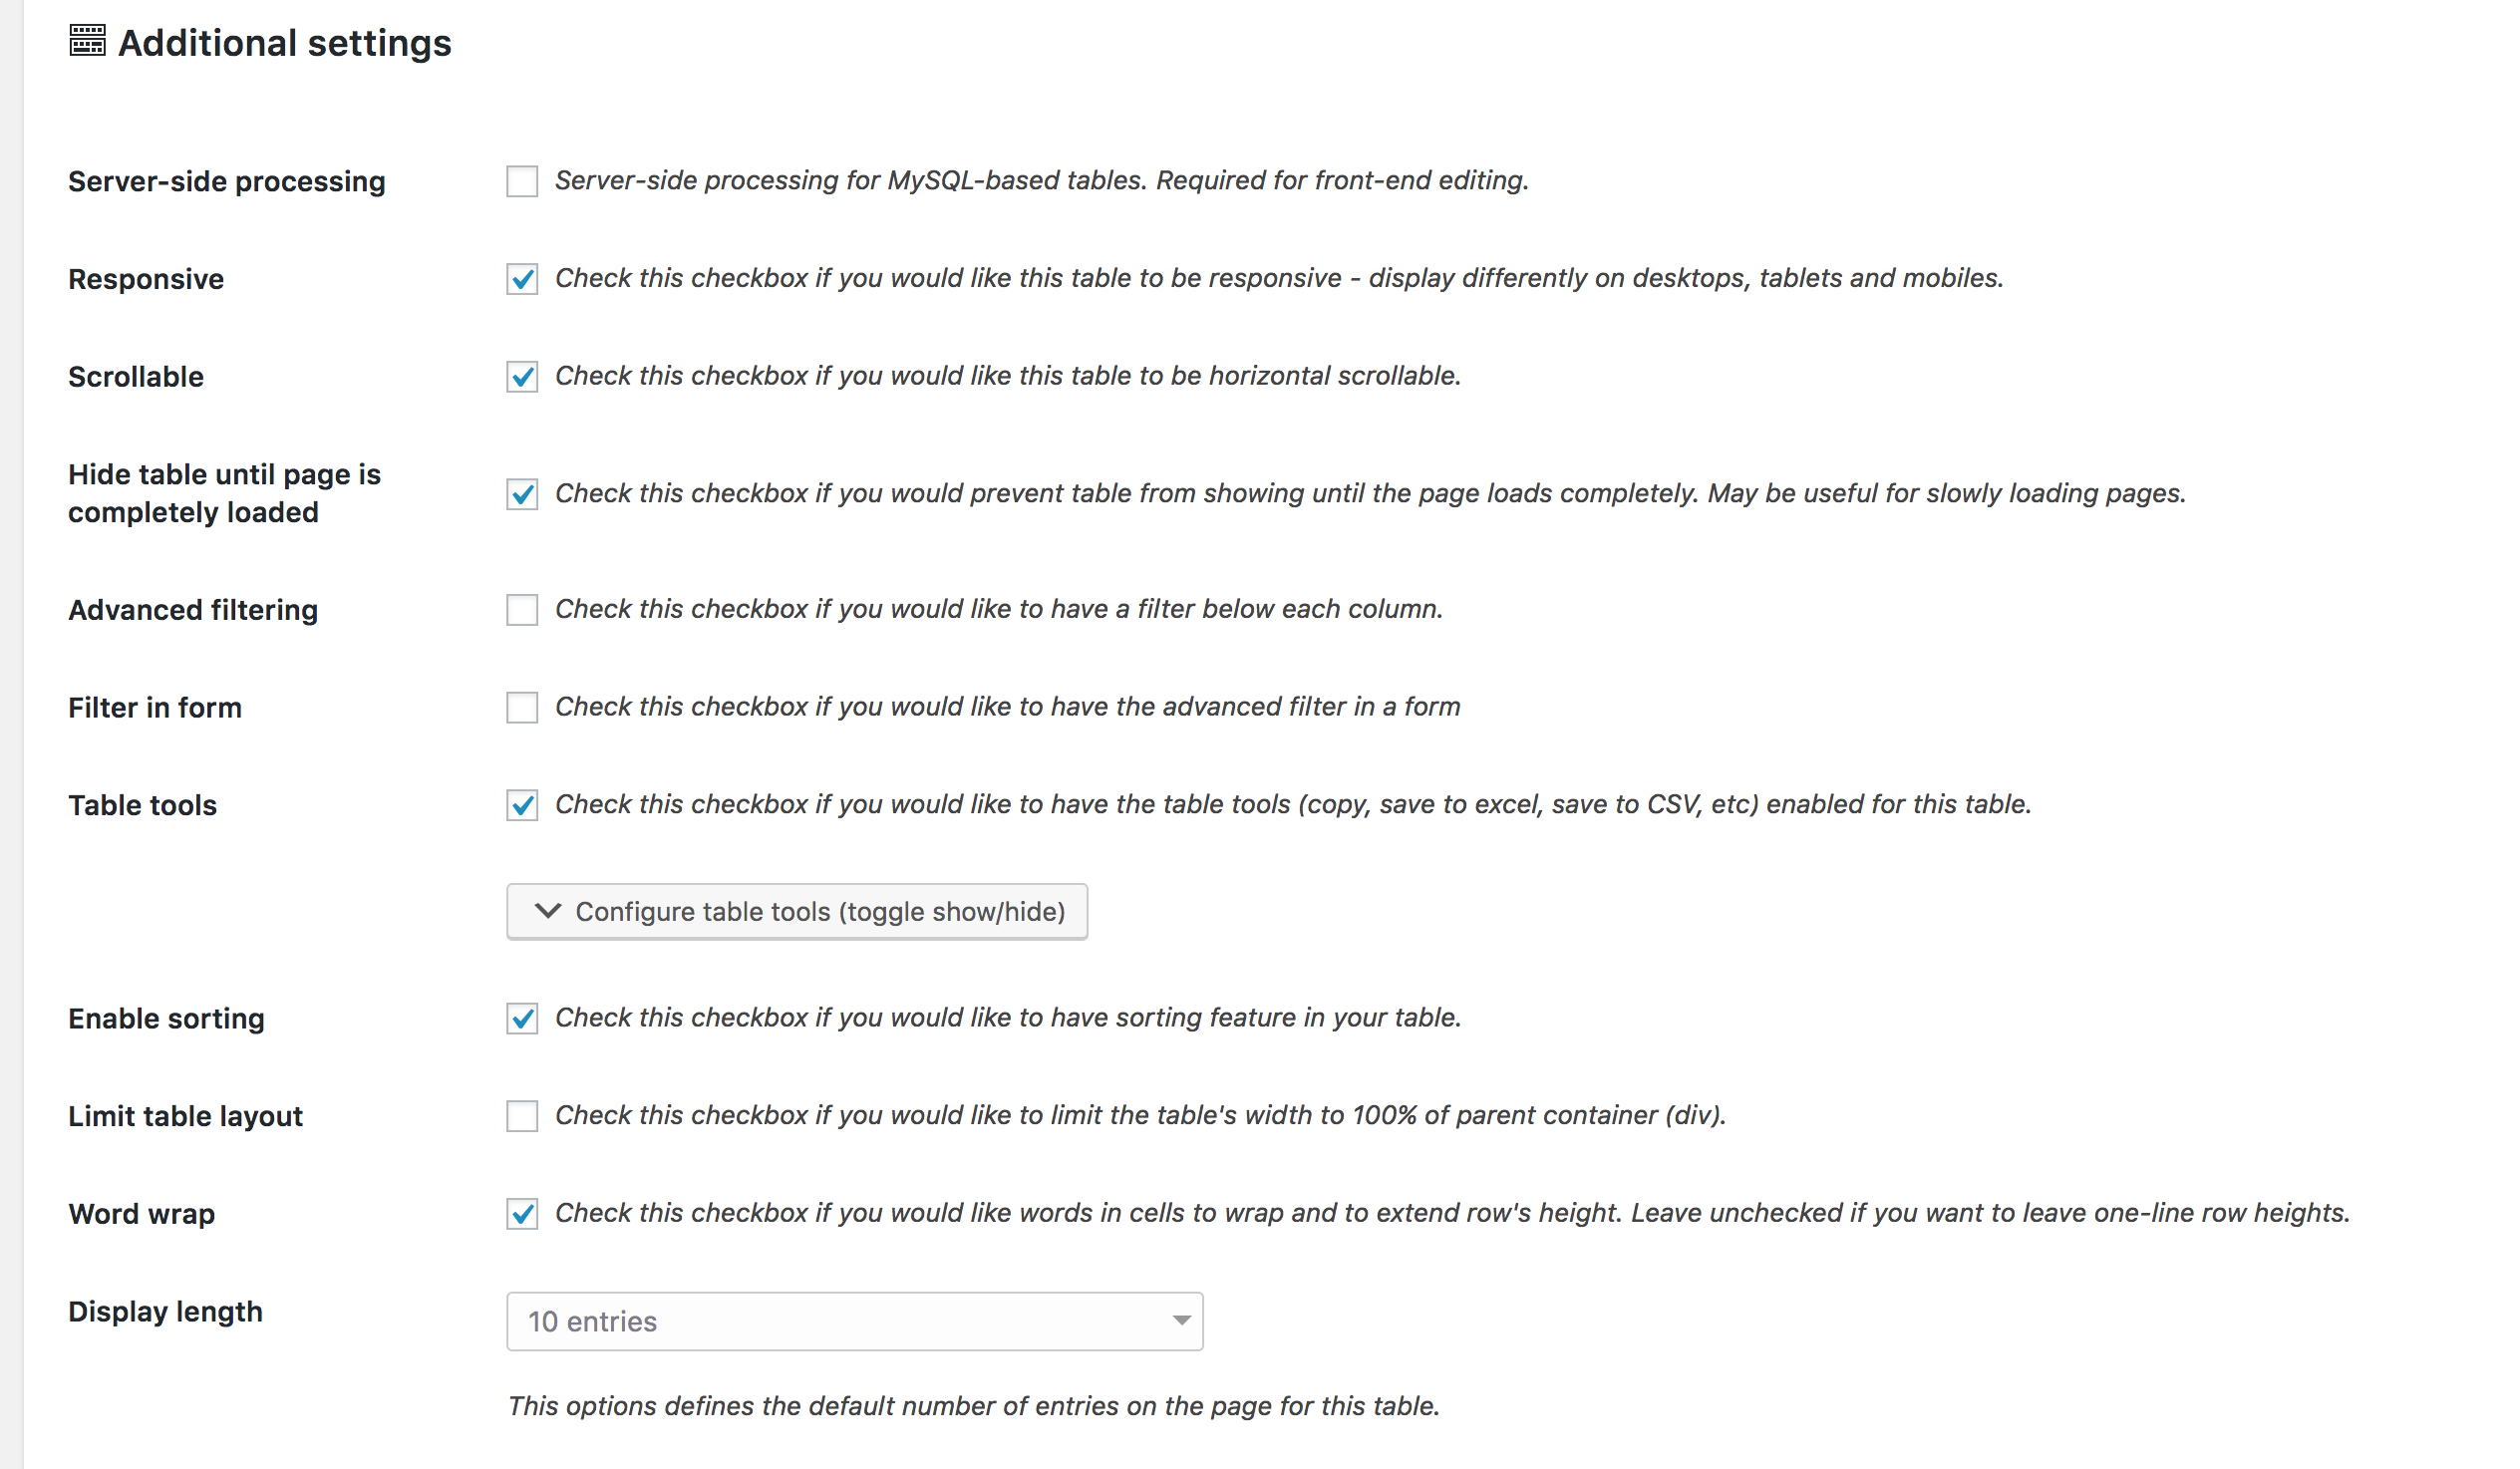 Additional settings
Server-side processing
Server-side processing for MySQL-based tables. Required for front-end editing.
Responsive
Check this checkbox if you would like this table to be responsive - display differently on desktops, tablets and mobiles.
Scrollable
Check this checkbox if you would like this table to be horizontal scrollable.
Hide table until page is
completely loaded
Check this checkbox if you would prevent table from showing until the page loads completely. May be useful for slowly loading pages.
Advanced filtering
Check this checkbox if you would like to have a filter below each column.
Filter in form
Check this checkbox if you would like to have the advanced filter in a form
Table tools
Check this checkbox if you would like to have the table tools (copy, save to excel, save to CSV, etc) enabled for this table.
Configure table tools (toggle show/hide)
Enable sorting
Check this checkbox if you would like to have sorting feature in your table.
Limit table layout
Check this checkbox if you would like to limit the table's width to 100% of parent container (div).
Word wrap
Check this checkbox if you would like words in cells to wrap and to extend row's height. Leave unchecked if you want to leave one-line row heights.
Display length
10 entries
This options defines the default number of entries on the page for this table.